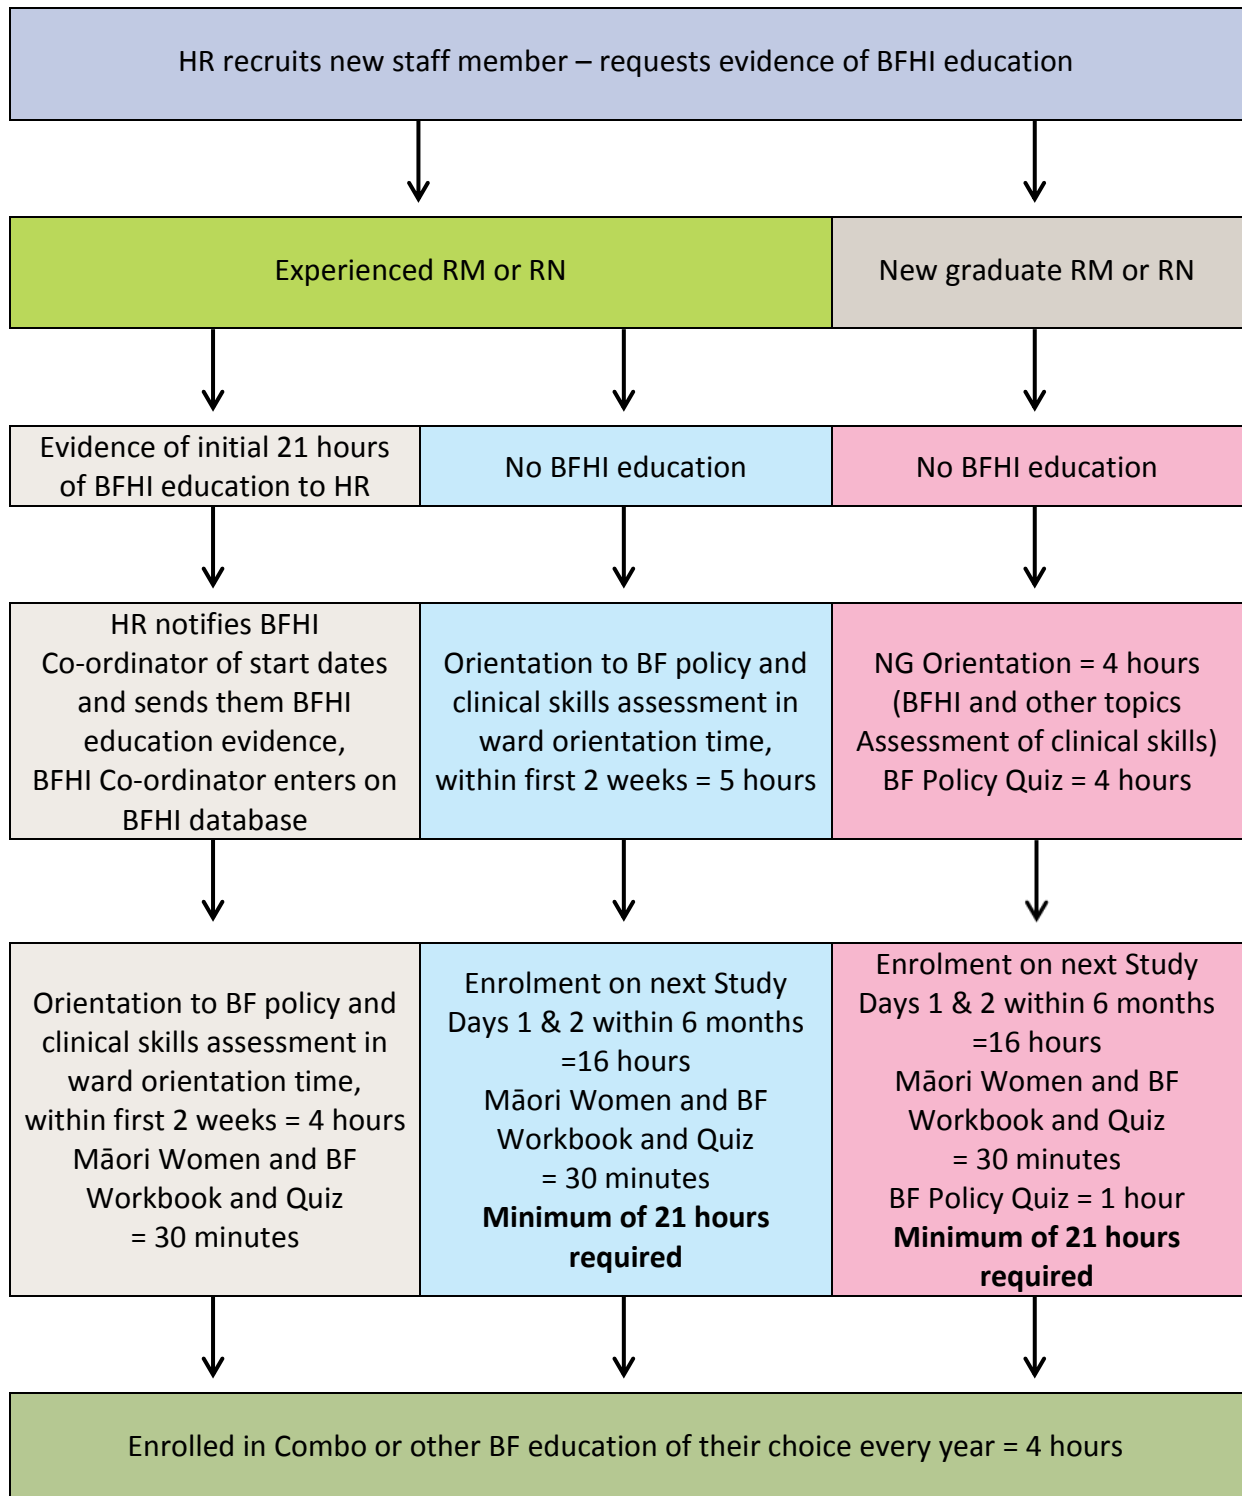 HR recruits new staff member – requests evidence of BFHI education
Experienced RM or RN
New graduate RM or RN
Evidence of initial 21 hours
of BFHI education to HR
No BFHI education
No BFHI education
HR notifies BFHI
Co-ordinator of start dates
and sends them BFHI
education evidence,
BFHI Co-ordinator enters on
BFHI database
Orientation to BF policy and
clinical skills assessment in
ward orientation time,
within first 2 weeks = 5 hours
NG Orientation = 4 hours
(BFHI and other topics
Assessment of clinical skills)
BF Policy Quiz = 4 hours
Orientation to BF policy and
clinical skills assessment in
ward orientation time,
within first 2 weeks = 4 hours
Māori Women and BF
Workbook and Quiz
= 30 minutes
Enrolment on next Study
Days 1 & 2 within 6 months
=16 hours
Māori Women and BF
Workbook and Quiz
= 30 minutes
Minimum of 21 hours
required
Enrolment on next Study
Days 1 & 2 within 6 months
=16 hours
Māori Women and BF
Workbook and Quiz
= 30 minutes
BF Policy Quiz = 1 hour
Minimum of 21 hours
required
Enrolled in Combo or other BF education of their choice every year = 4 hours